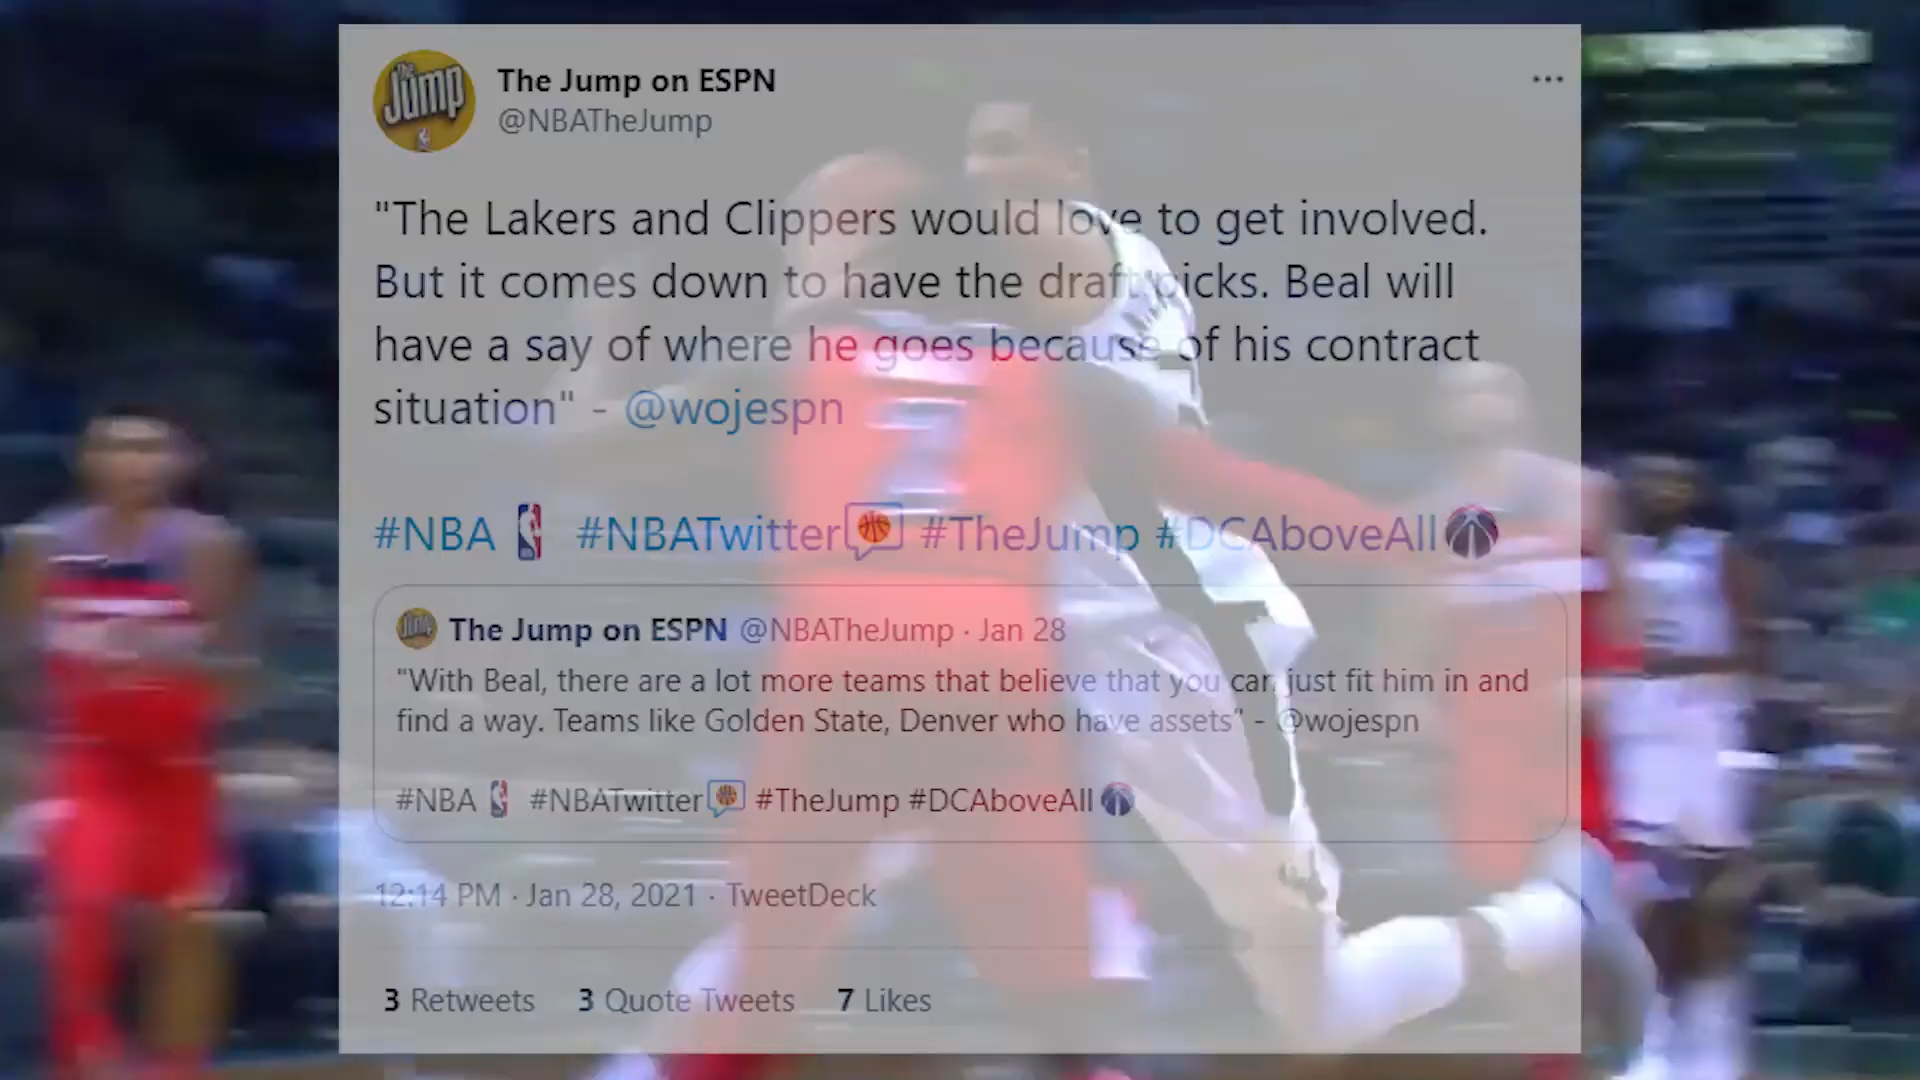 The Jump
The Jump on ESPN
@NBATheJump
"The Lakers and Clippers would love to get involved.
But it comes down to have the draft picks. Beal will
have a say of where he goes because of his contract
situation" - @wojespn
#NBA #NBATwitter #TheJump #DCAboveAll
The Jump on ESPN @NBATheJump · Jan 28
"With Beal, there are a lot more teams that believe that you can just fit him in and
find a way. Teams like Golden State, Denver who have assets" - @wojespn
#NBA #NBATwitter #TheJump #DCAboveAll
12:14 PM · Jan 28, 2021 · TweetDeck
3 Retweets 3 Quote Tweets 7 Likes